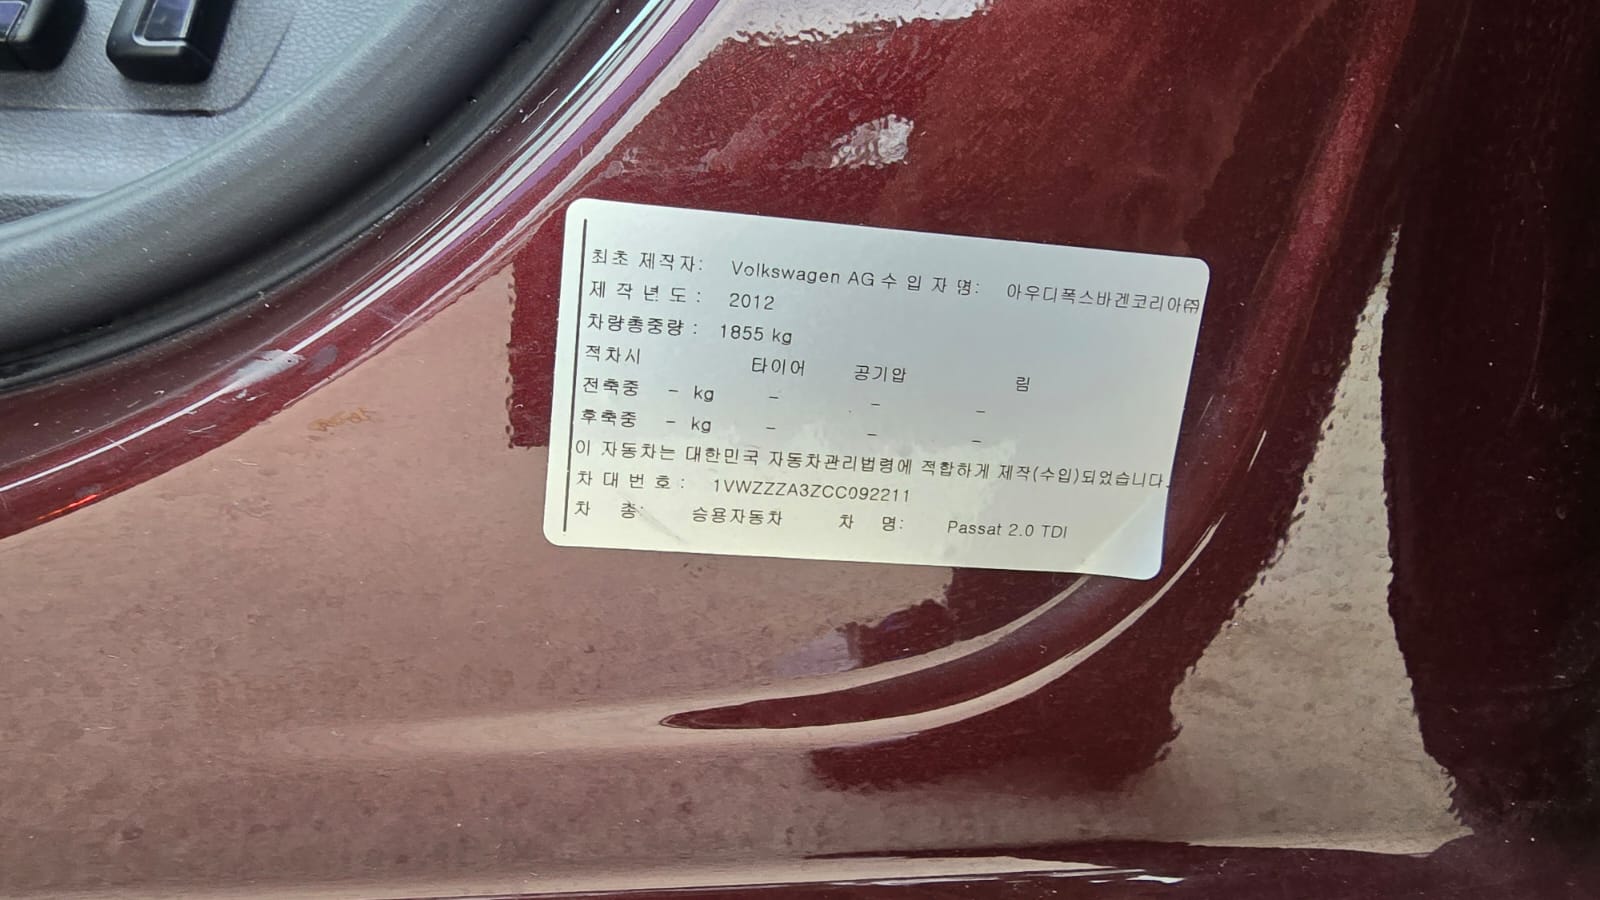 최초 제작자: Volkswagen AG 수 입 자 명: 아우디폭스바겐코리아㈜
제 작 년 도 : 2012
차량총중량 : 1855 kg
적차시 타이어 공기압 림
전축중 - kg - - -
후축중 - kg - - -
이 자동차는 대한민국 자동차관리법령에 적합하게 제작(수입)되었습니다.
차 대 번 호 : 1VWZZZA3ZCC092211
차 종: 승용자동차 차 명: Passat 2.0 TDI